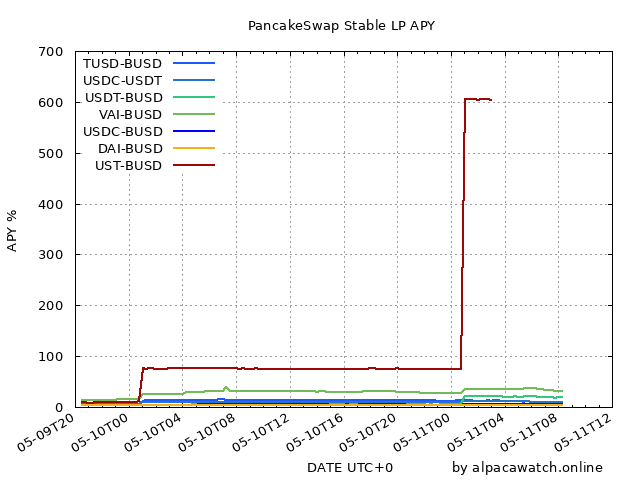 PancakeSwap Stable LP APY
700
600
500
400
300
200
100
0
APY %
TUSD-BUSD
USDC-USDT
USDT-BUSD
VAI-BUSD
USDC-BUSD
DAI-BUSD
UST-BUSD
05-09T20
05-10T00
05-10T04
05-10T08
05-10T12
05-10T16
05-10T20
05-11T00
05-11T04
05-11T08
05-11T12
DATE UTC+0
by alpacawatch.online